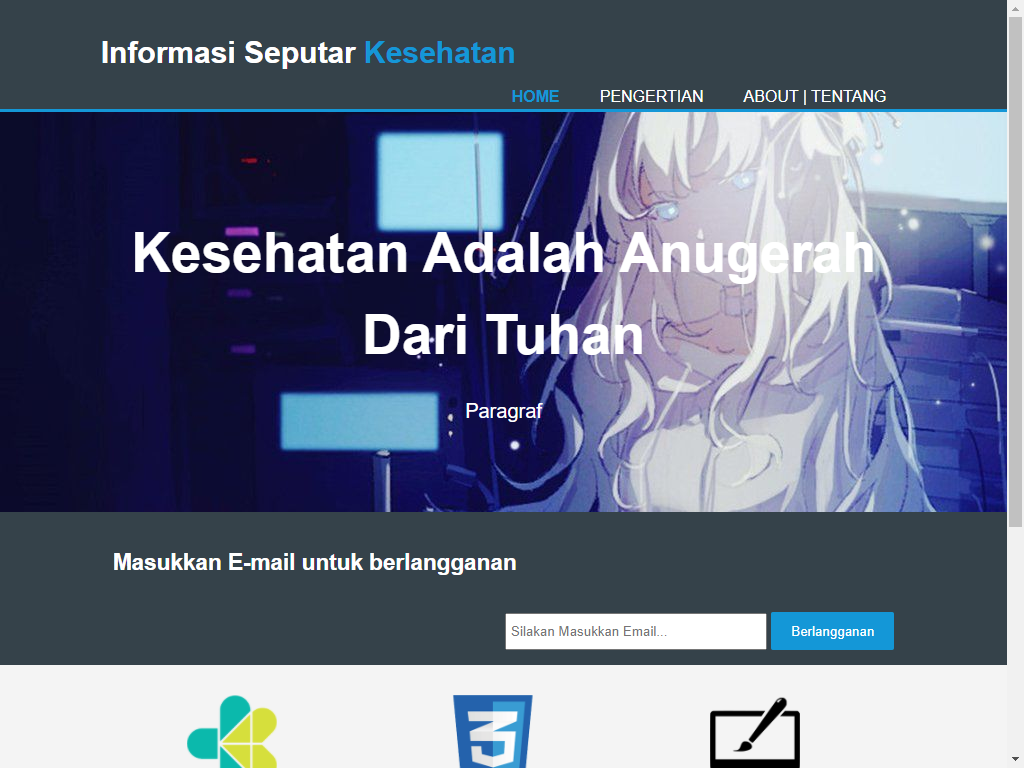 Informasi Seputar Kesehatan
HOME PENGERTIAN ABOUT | TENTANG
Kesehatan Adalah Anugerah
Dari Tuhan
Paragraf
Masukkan E-mail untuk berlangganan
Silakan Masukkan Email... Berlangganan
3